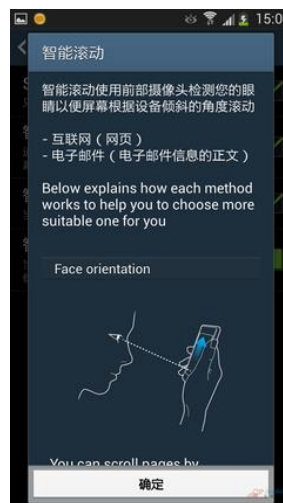 15:0
智能滚动
智能滚动使用前部摄像头检测您的眼
睛以便屏幕根据设备倾斜的角度滚动
- 互联网（网页）
- 电子邮件（电子邮件信息的正文）
Below explains how each method
works to help you to choose more
suitable one for you
Face orientation
You can scroll pages by
确定